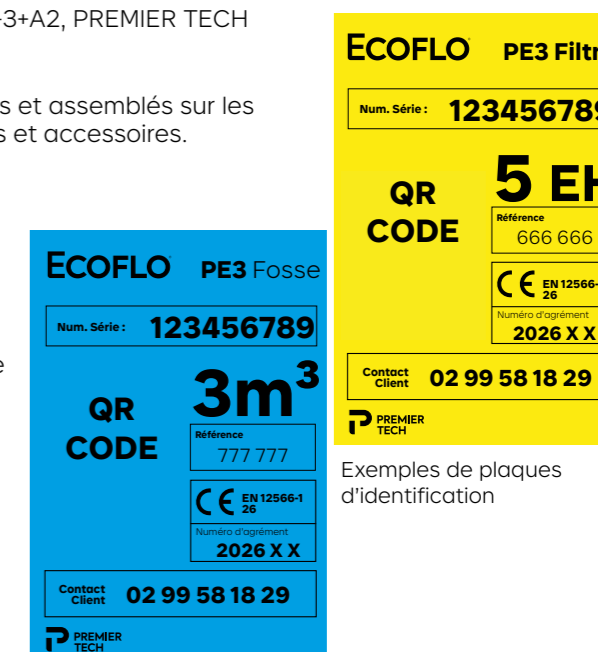 -3+A2, PREMIER TECH
s et assemblés sur les
s et accessoires.
e
ECOFLO PE3 Filtr
Num. Série : 123456789
QR
CODE
5 EH
Référence
666 666
CE EN 12566-
26
Numéro d'agrément
2026 X X
Contact
Client 02 99 58 18 29
PREMIER
TECH
Exemples de plaques
d'identification
ECOFLO PE3 Fosse
Num. Série : 123456789
QR
CODE
3m³
Référence
777 777
CE EN 12566-1
26
Numéro d'agrément
2026 X X
Contact
Client 02 99 58 18 29
PREMIER
TECH